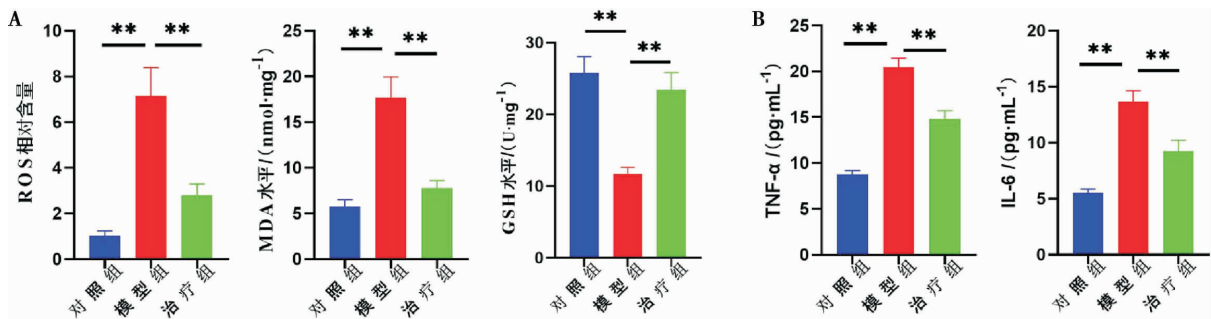 A
ROS相对含量
10
8
6
4
2
0
** **
对照组
模型组
治疗组
MDA水平/(nmol·mg⁻¹)
25
20
15
10
5
0
** **
对照组
模型组
治疗组
GSH水平/(U·mg⁻¹)
30
20
10
0
**
**
对照组
模型组
治疗组
B
TNF-α/(pg·mL⁻¹)
25
20
15
10
5
0
** **
对照组
模型组
治疗组
IL-6/(pg·mL⁻¹)
20
15
10
5
0
** **
对照组
模型组
治疗组